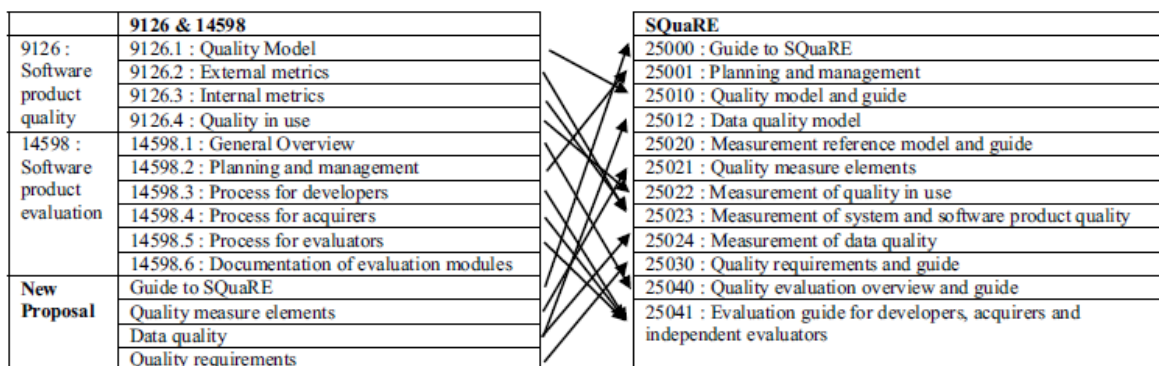 9126 & 14598
9126 :
Software
product
quality
9126.1 : Quality Model
9126.2 : External metrics
9126.3 : Internal metrics
9126.4 : Quality in use
14598 :
Software
product
evaluation
14598.1 : General Overview
14598.2 : Planning and management
14598.3 : Process for developers
14598.4 : Process for acquirers
14598.5 : Process for evaluators
14598.6 : Documentation of evaluation modules
New
Proposal
Guide to SQuaRE
Quality measure elements
Data quality
Quality requirements
SQuaRE
25000 : Guide to SQuaRE
25001 : Planning and management
25010 : Quality model and guide
25012 : Data quality model
25020 : Measurement reference model and guide
25021 : Quality measure elements
25022 : Measurement of quality in use
25023 : Measurement of system and software product quality
25024 : Measurement of data quality
25030 : Quality requirements and guide
25040 : Quality evaluation overview and guide
25041 : Evaluation guide for developers, acquirers and
independent evaluators